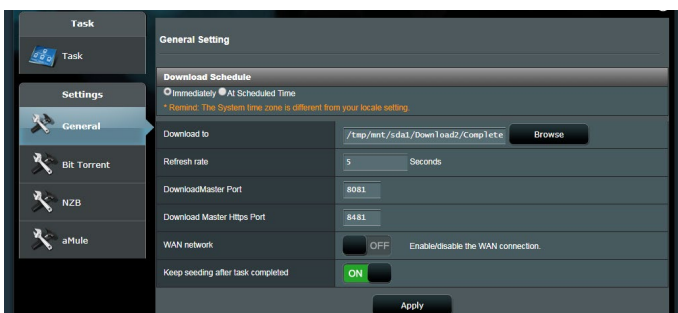 Task
Task
Settings
General
Bit Torrent
NZB
aMule
General Setting
Download Schedule
Immediately At Scheduled Time
* Remind: The System time zone is different from your locale setting.
Download to /tmp/mnt/sda1/Download2/Complete Browse
Refresh rate 5 Seconds
DownloadMaster Port 8081
Download Master Https Port 8481
WAN network OFF Enable/disable the WAN connection.
Keep seeding after task completed ON
Apply